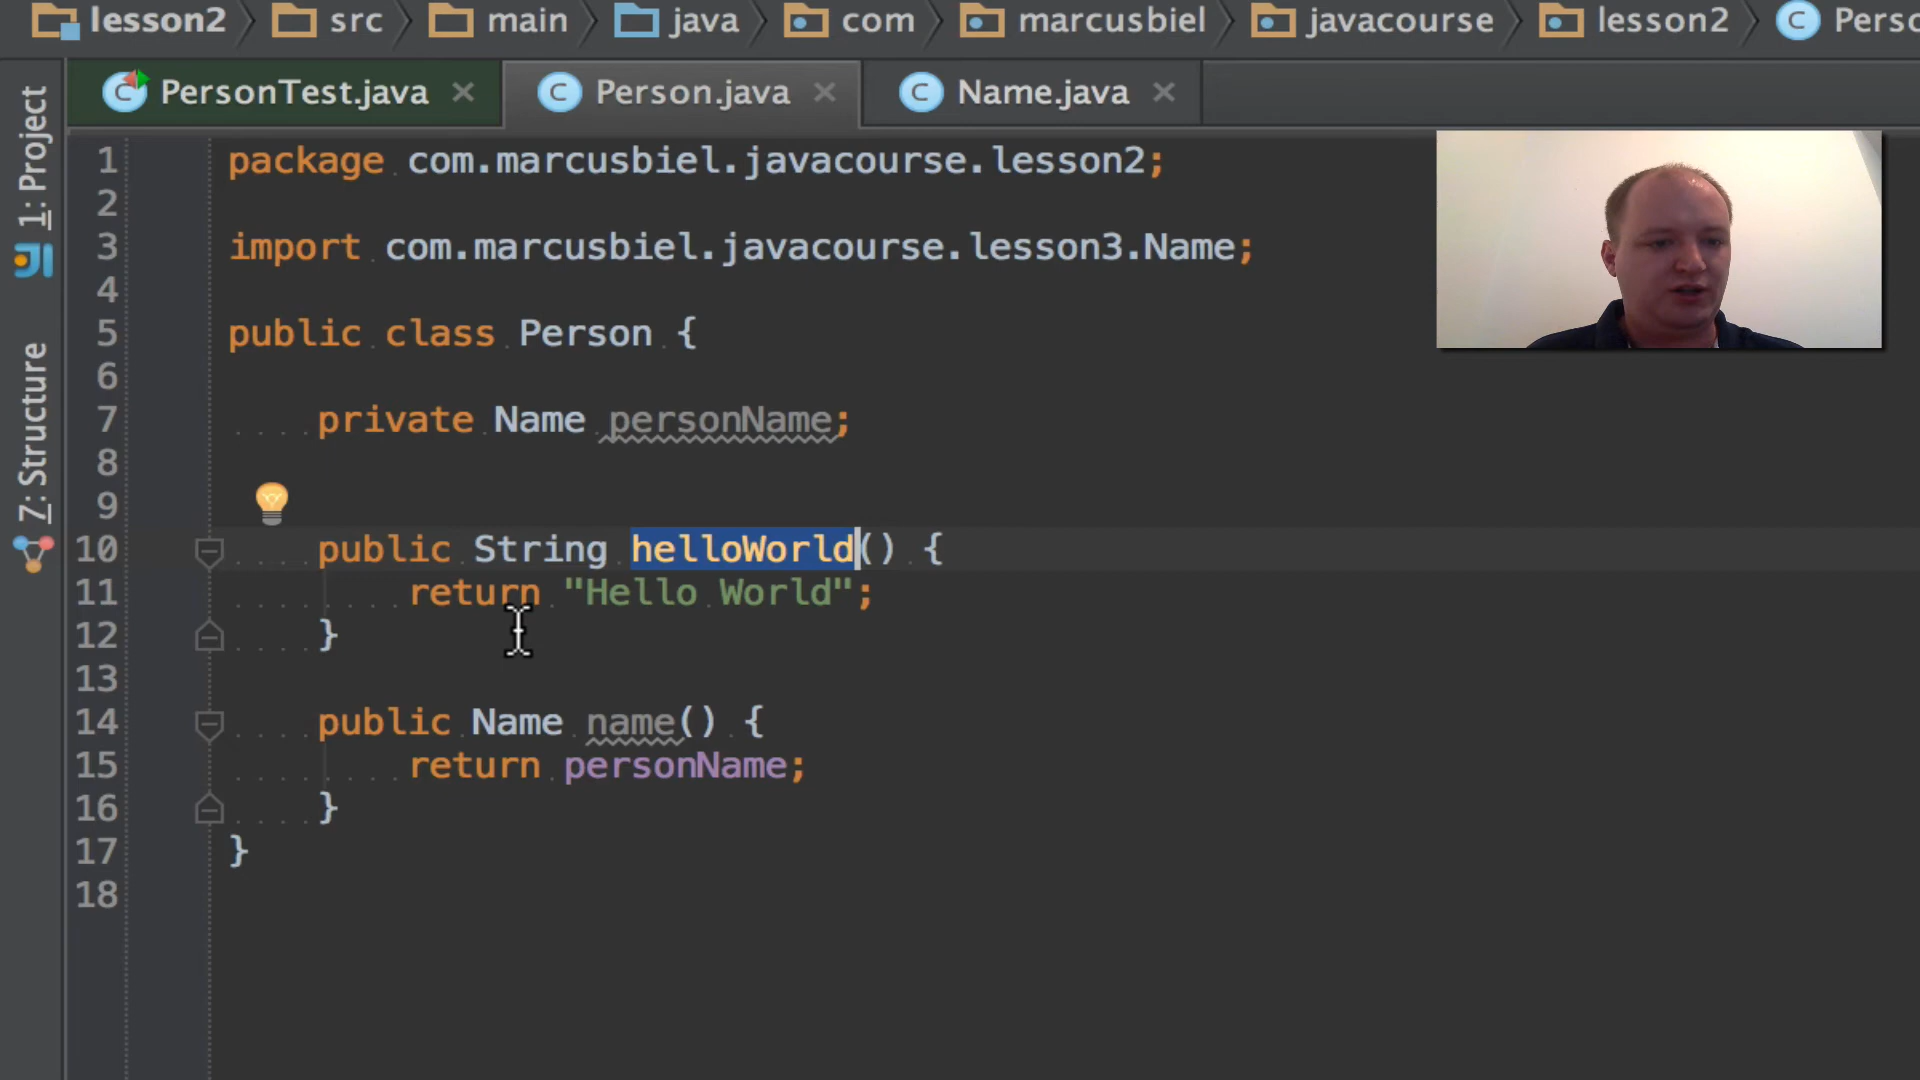 lesson2 src main java com marcusbiel javacourse lesson2 Perso
PersonTest.java Person.java Name.java
1: Project
7: Structure
1 package com.marcusbiel.javacourse.lesson2;
2
3 import com.marcusbiel.javacourse.lesson3.Name;
4
5 public class Person {
6
7 private Name personName;
8
9
10 public String helloWorld() {
11 return "Hello World";
12 }
13
14 public Name name() {
15 return personName;
16 }
17 }
18